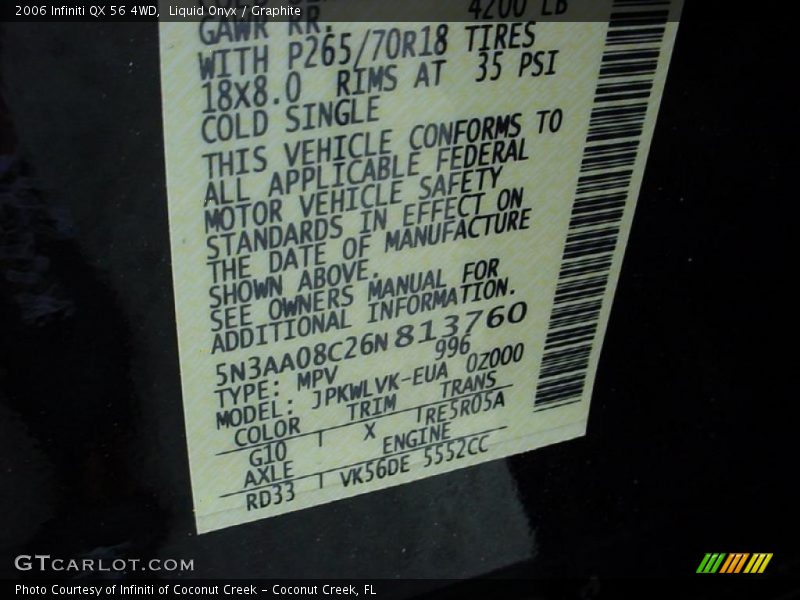 2006 Infiniti QX 56 4WD, Liquid Onyx / Graphite
GAWR RR. 4200 LB
WITH P265/70R18 TIRES
18X8.0 RIMS AT 35 PSI
COLD SINGLE
THIS VEHICLE CONFORMS TO
ALL APPLICABLE FEDERAL
MOTOR VEHICLE SAFETY
STANDARDS IN EFFECT ON
THE DATE OF MANUFACTURE
SHOWN ABOVE.
SEE OWNERS MANUAL FOR
ADDITIONAL INFORMATION.
5N3AA08C26N813760
TYPE: MPV 996
MODEL: JPKWLVK-EUA 0Z000
COLOR TRIM TRANS
G10 X RE5R05A
AXLE ENGINE
RD33 VK56DE 5552CC
GTCARLOT.COM
Photo Courtesy of Infiniti of Coconut Creek - Coconut Creek, FL